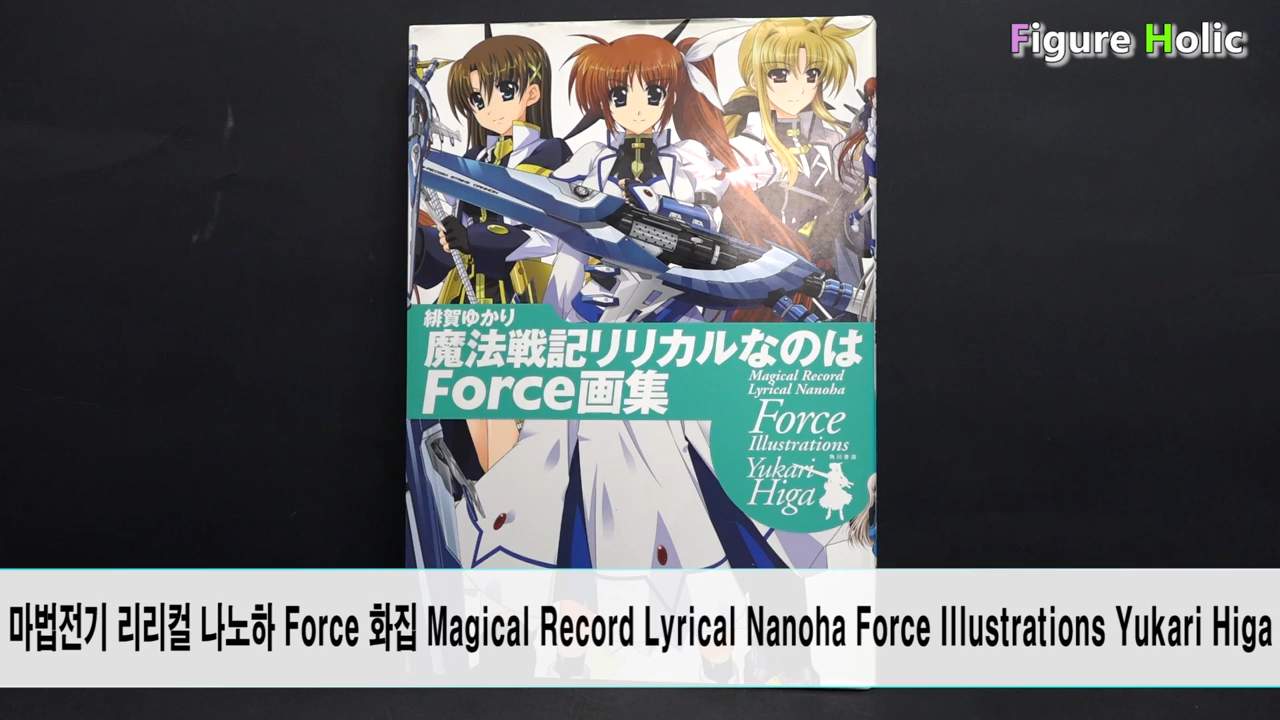 Figure Holic
緋賀ゆかり
魔法戦記リリカルなのは
Force画集
Magical Record
Lyrical Nanoha
Force
Illustrations
角川書店
Yukari
Higa
마법전기 리리컬 나노하 Force 화집 Magical Record Lyrical Nanoha Force Illustrations Yukari Higa